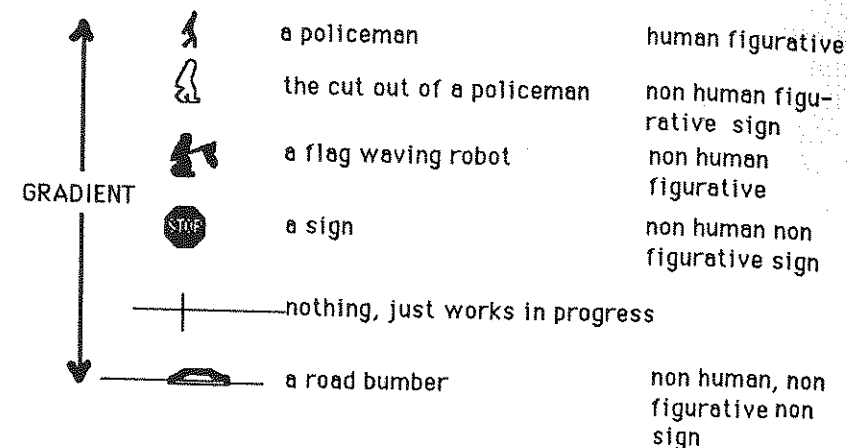 a policeman human figurative
the cut out of a policeman non human figu-
rative sign
a flag waving robot non human
figurative
GRADIENT
STOP a sign non human non
figurative sign
nothing, just works in progress
a road bumber non human, non
figurative non
sign